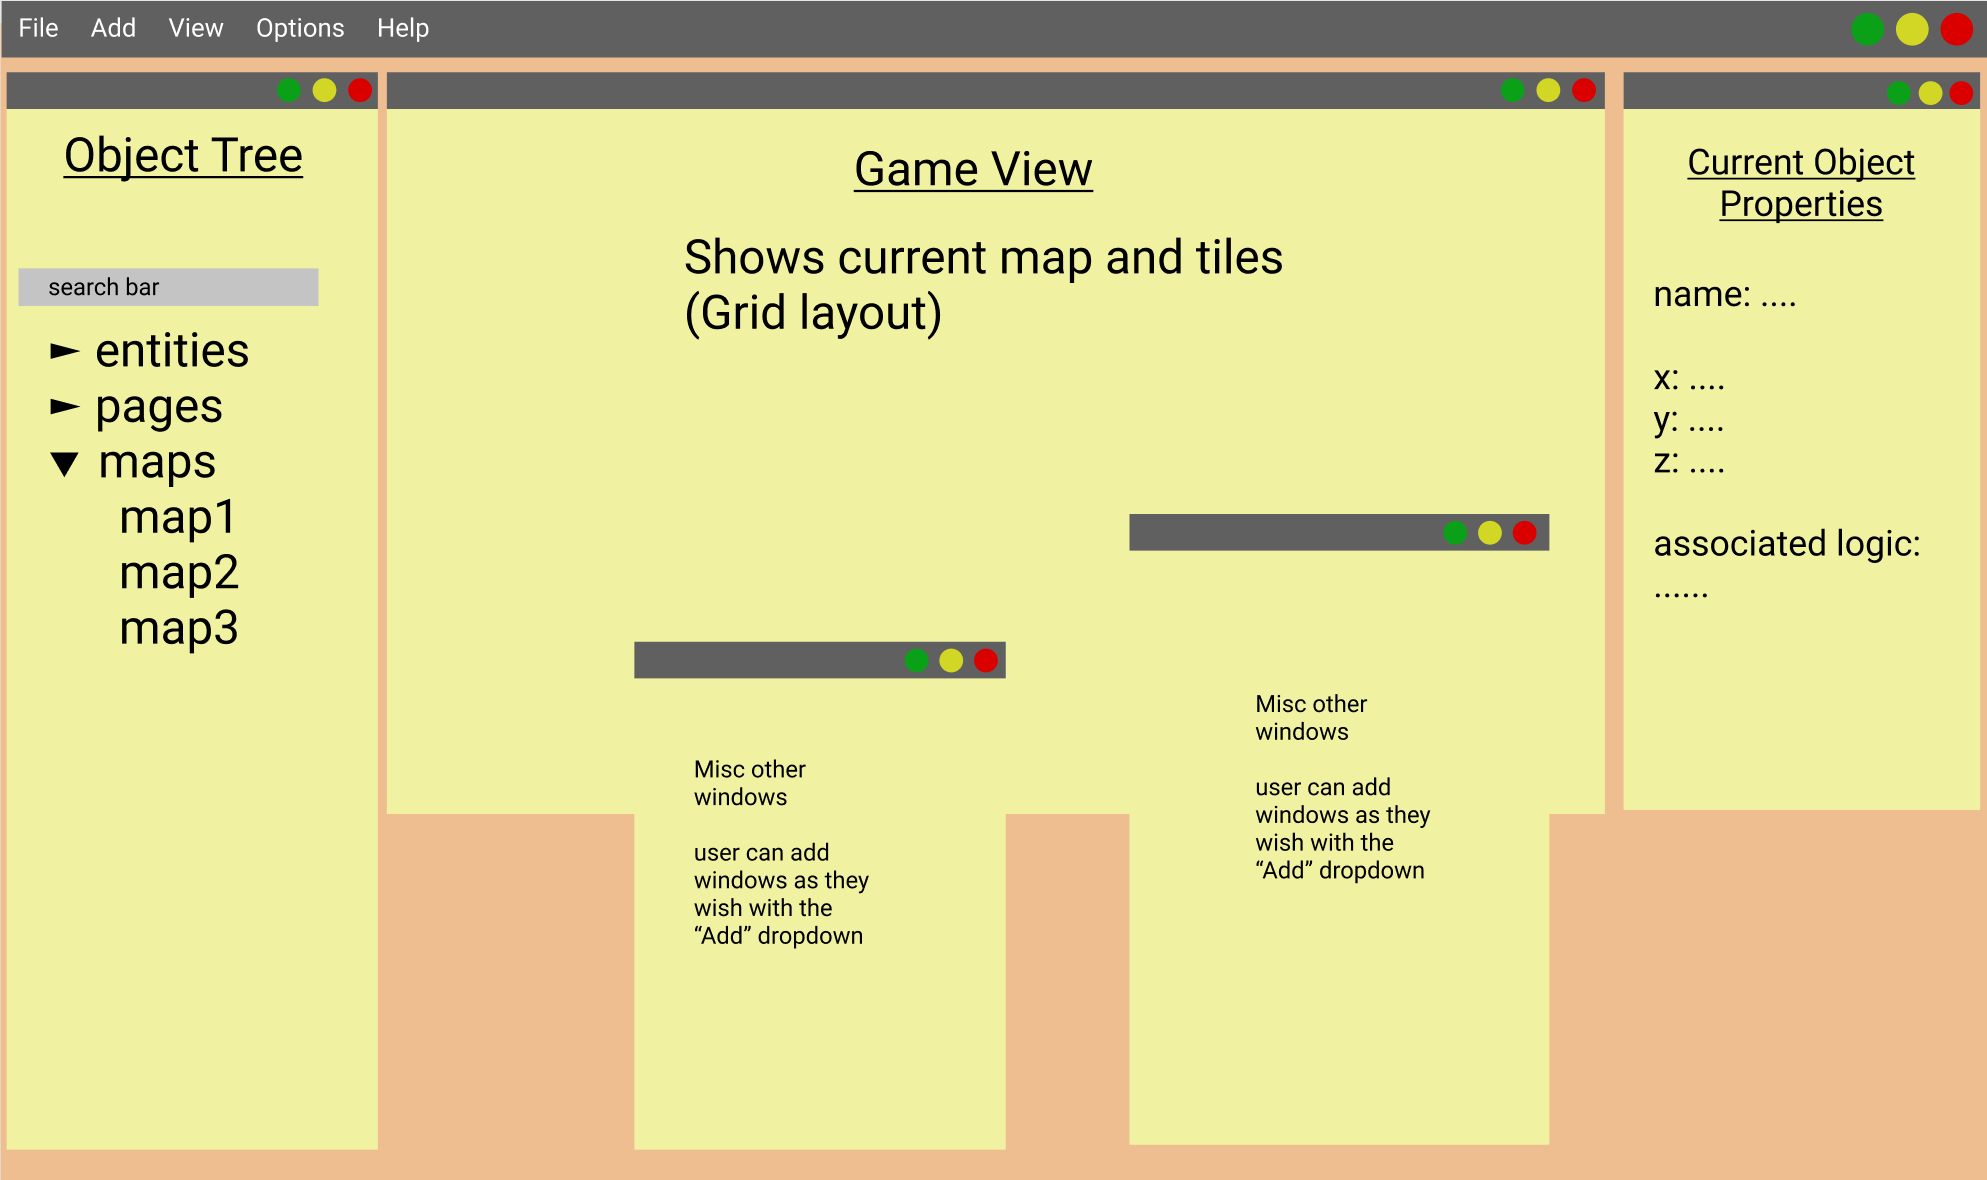 File Add View Options Help
Object Tree
search bar
entities
pages
maps
map1
map2
map3
Game View
Shows current map and tiles
(Grid layout)
Misc other
windows
user can add
windows as they
wish with the
“Add” dropdown
Misc other
windows
user can add
windows as they
wish with the
“Add” dropdown
Current Object
Properties
name: ....
x: ....
y: ....
z: ....
associated logic:
......